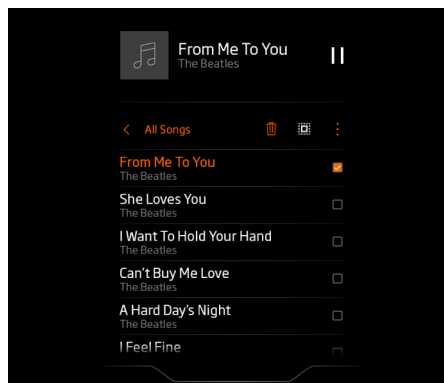 From Me To You
The Beatles
All Songs
From Me To You
The Beatles
She Loves You
The Beatles
I Want To Hold Your Hand
The Beatles
Can't Buy Me Love
The Beatles
A Hard Day's Night
The Beatles
I Feel Fine